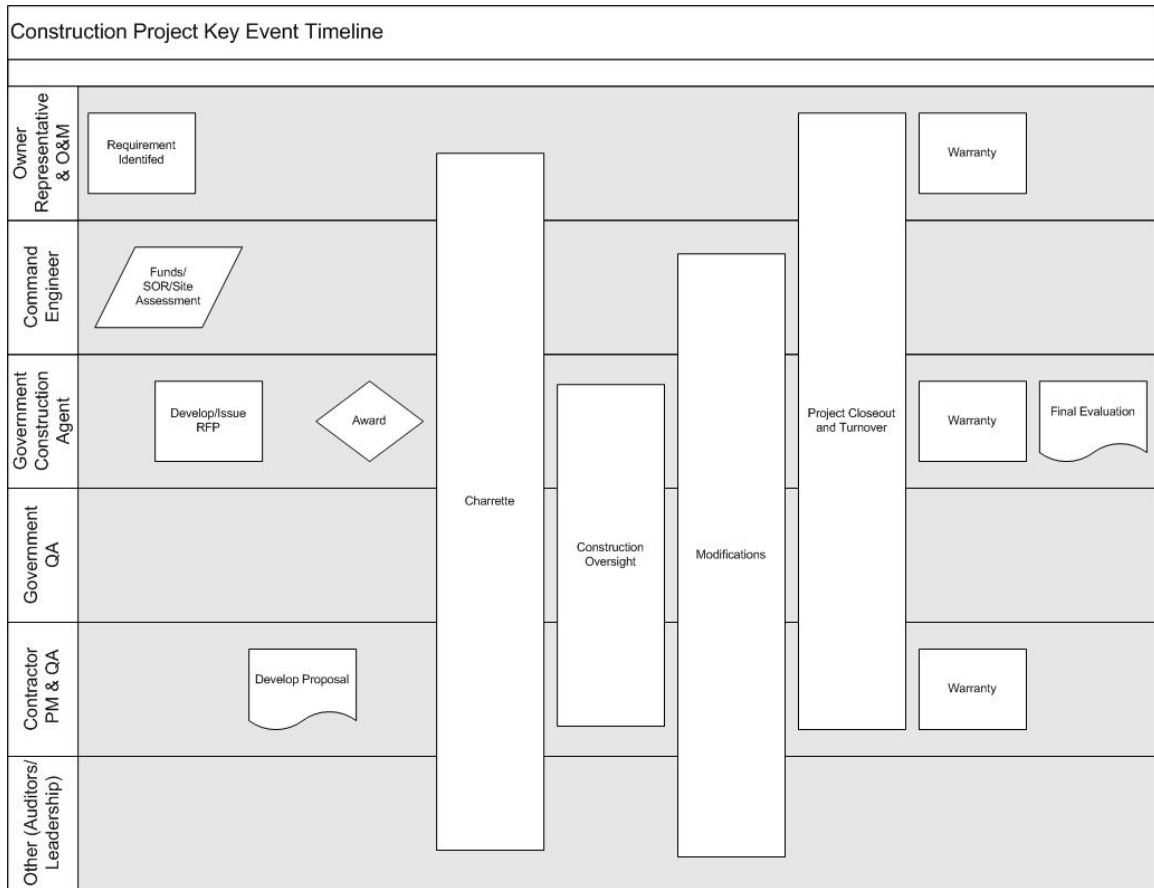 Construction Project Key Event Timeline
Owner
Representative
& O&M
Requirement
Identifed
Warranty
Command
Engineer
Funds/
SOR/Site
Assessment
Government
Construction
Agent
Develop/Issue
RFP
Award
Project Closeout
and Turnover
Warranty
Final Evaluation
Charrette
Government
QA
Construction
Oversight
Modifications
Contractor
PM & QA
Develop Proposal
Warranty
Other (Auditors/
Leadership)